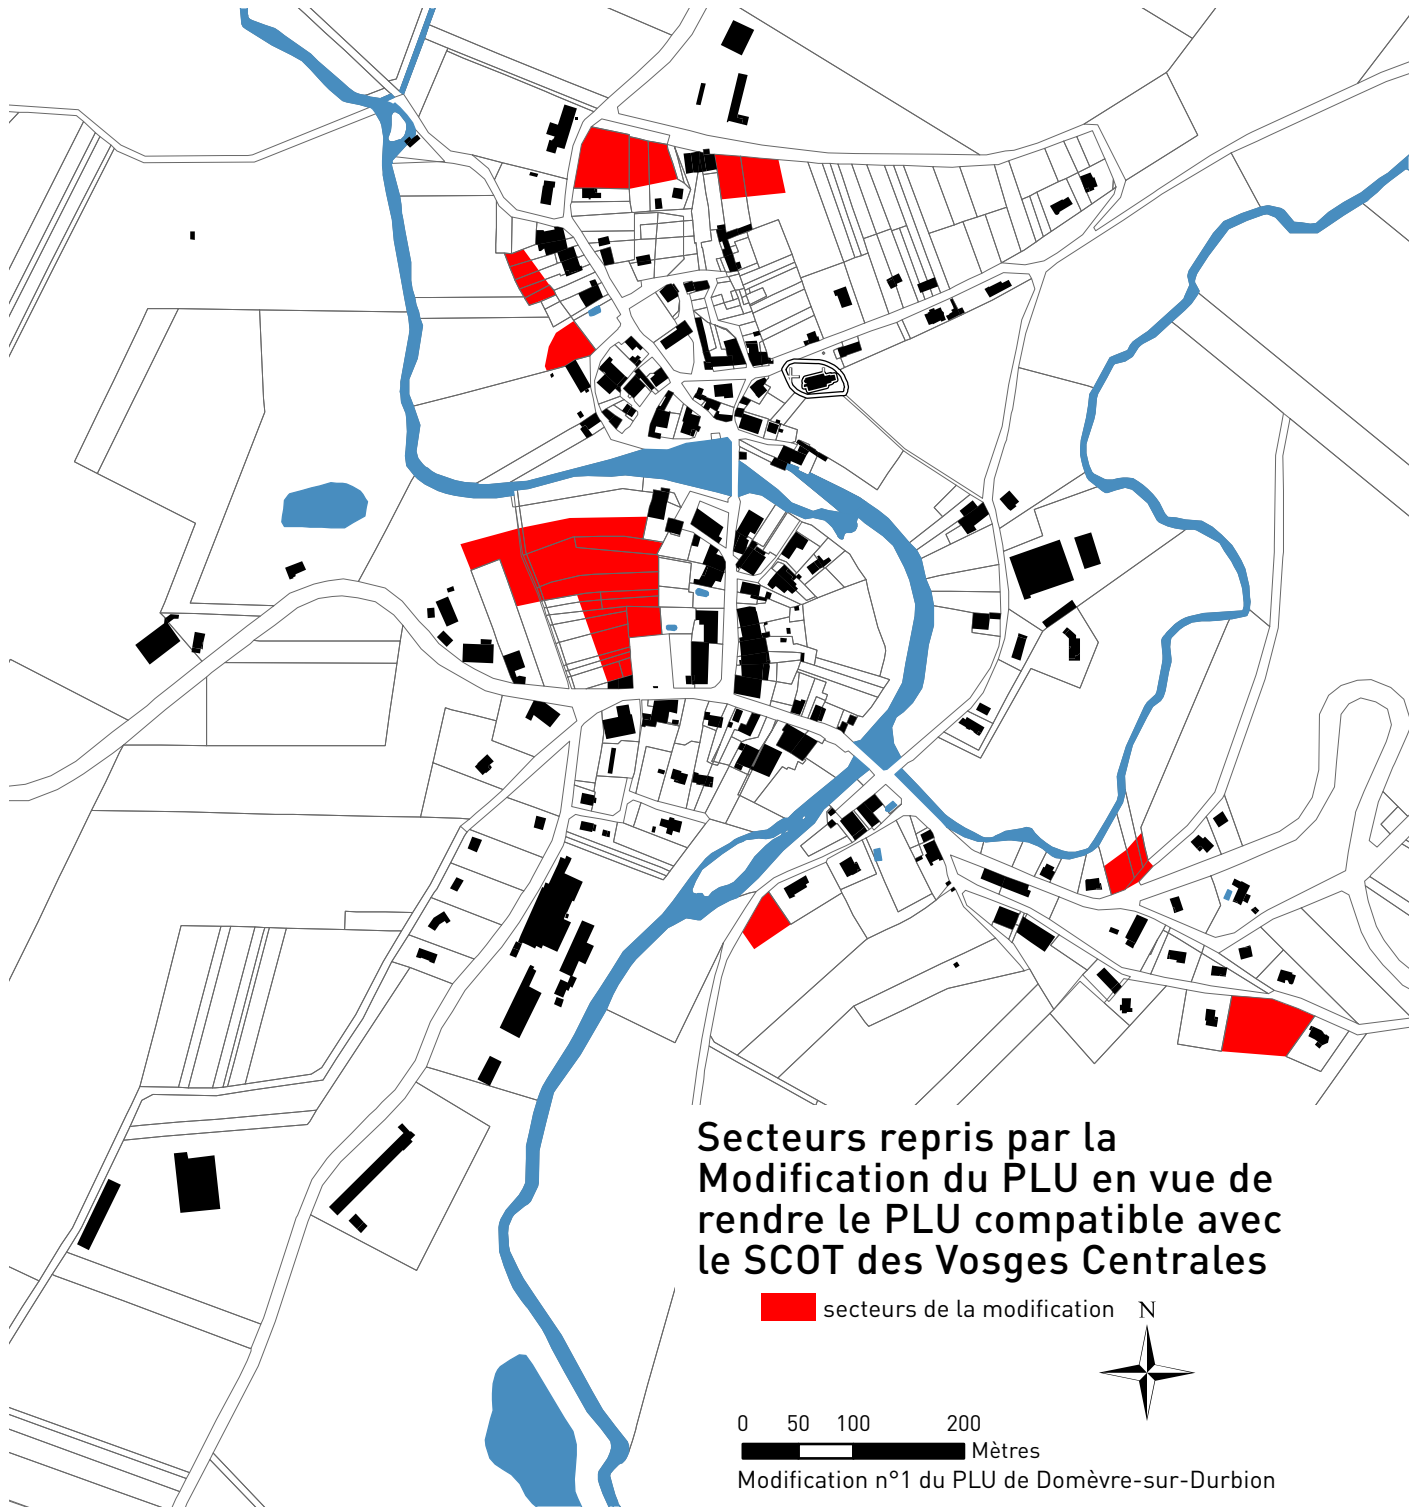 Secteurs repris par la
Modification du PLU en vue de
rendre le PLU compatible avec
le SCOT des Vosges Centrales
secteurs de la modification
N
0 50 100 200
Mètres
Modification n°1 du PLU de Domèvre-sur-Durbion